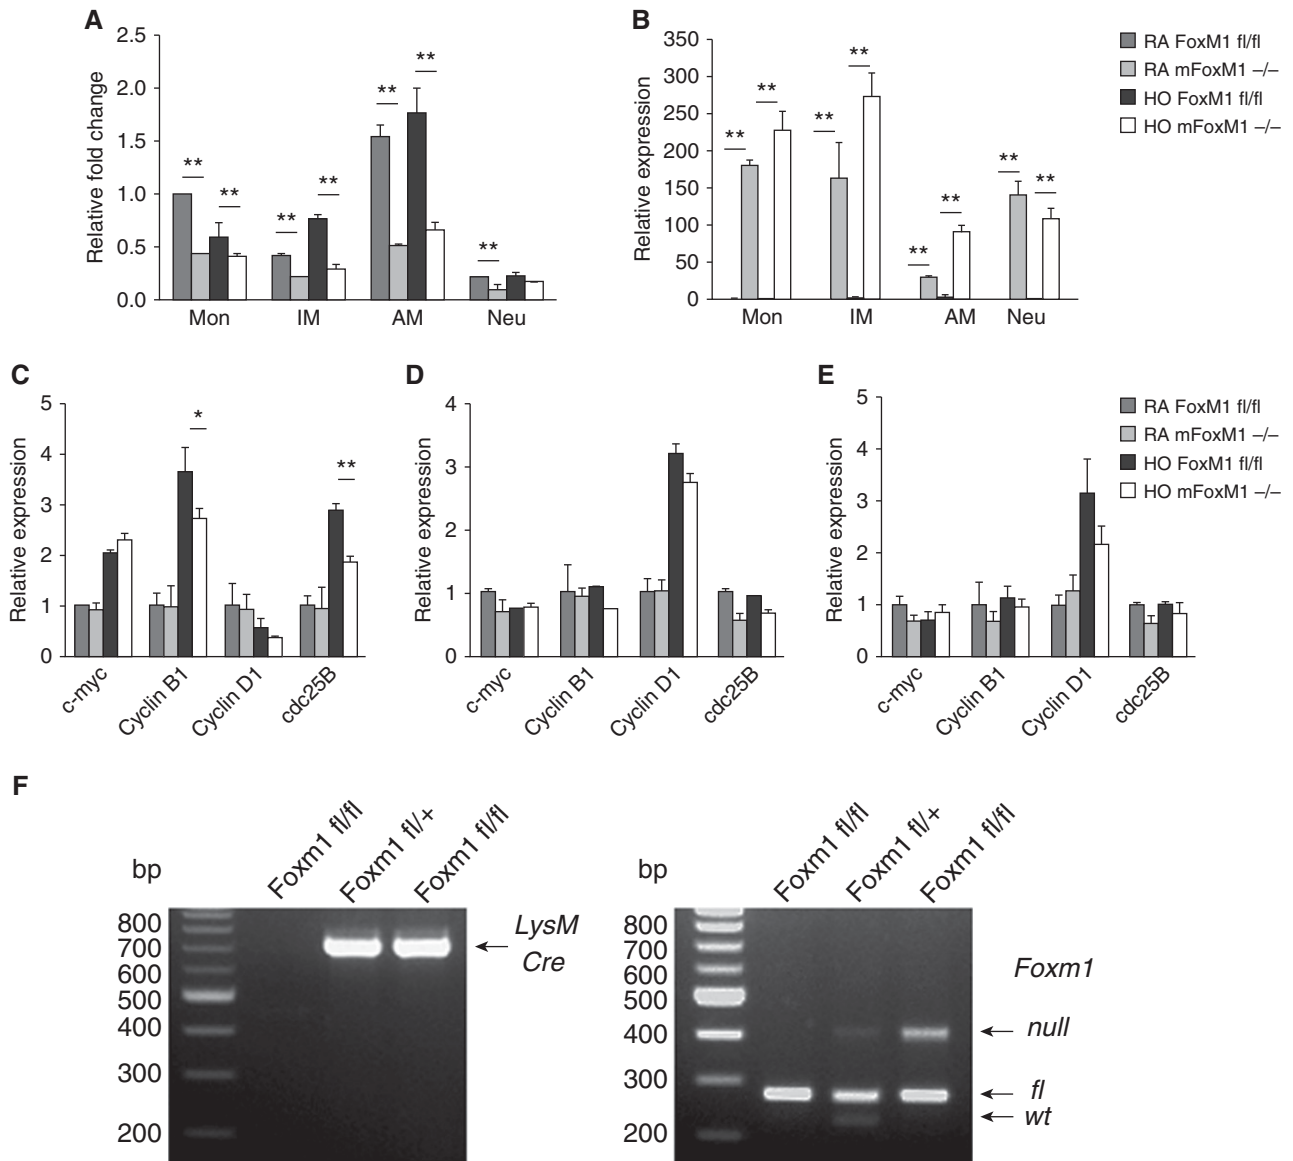 A
Relative fold change
2.5
2.0
1.5
1.0
0.5
0.0
** ** ** ** ** ** **
Mon IM AM Neu
B
Relative expression
350
300
250
200
150
100
50
0
** ** ** ** ** ** ** **
Mon IM AM Neu
RA FoxM1 fl/fl
RA mFoxM1 –/–
HO FoxM1 fl/fl
HO mFoxM1 –/–
C
Relative expression
5
4
3
2
1
0
* **
c-myc Cyclin B1 Cyclin D1 cdc25B
D
Relative expression
4
3
2
1
0
c-myc Cyclin B1 Cyclin D1 cdc25B
E
Relative expression
5
4
3
2
1
0
c-myc Cyclin B1 Cyclin D1 cdc25B
RA FoxM1 fl/fl
RA mFoxM1 –/–
HO FoxM1 fl/fl
HO mFoxM1 –/–
F
bp
Foxm1 fl/fl
Foxm1 fl/+
Foxm1 fl/fl
800
700
600
500
400
300
200
LysM
Cre
bp
Foxm1 fl/fl
Foxm1 fl/+
Foxm1 fl/fl
800
700
600
500
400
300
200
Foxm1
null
fl
wt